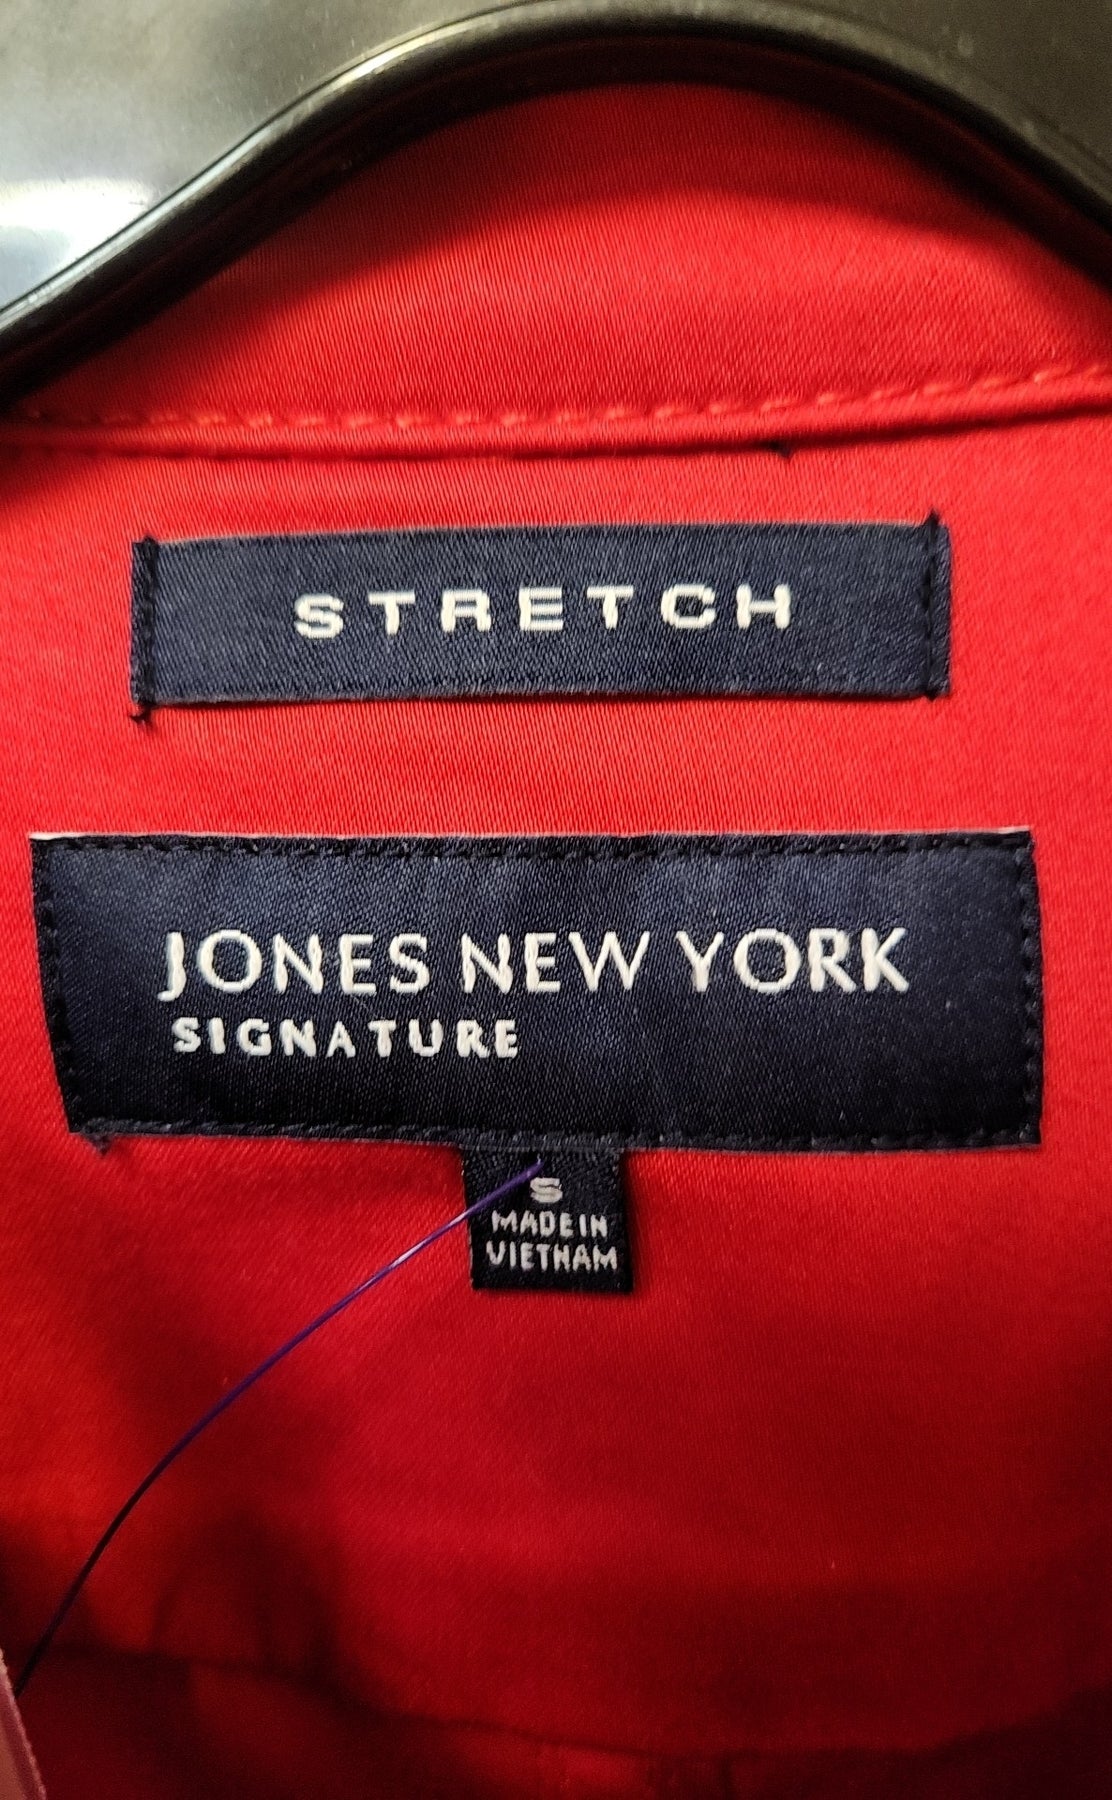 STRETCH
JONES NEW YORK
SIGNATURE
S
MADE IN
VIETNAM